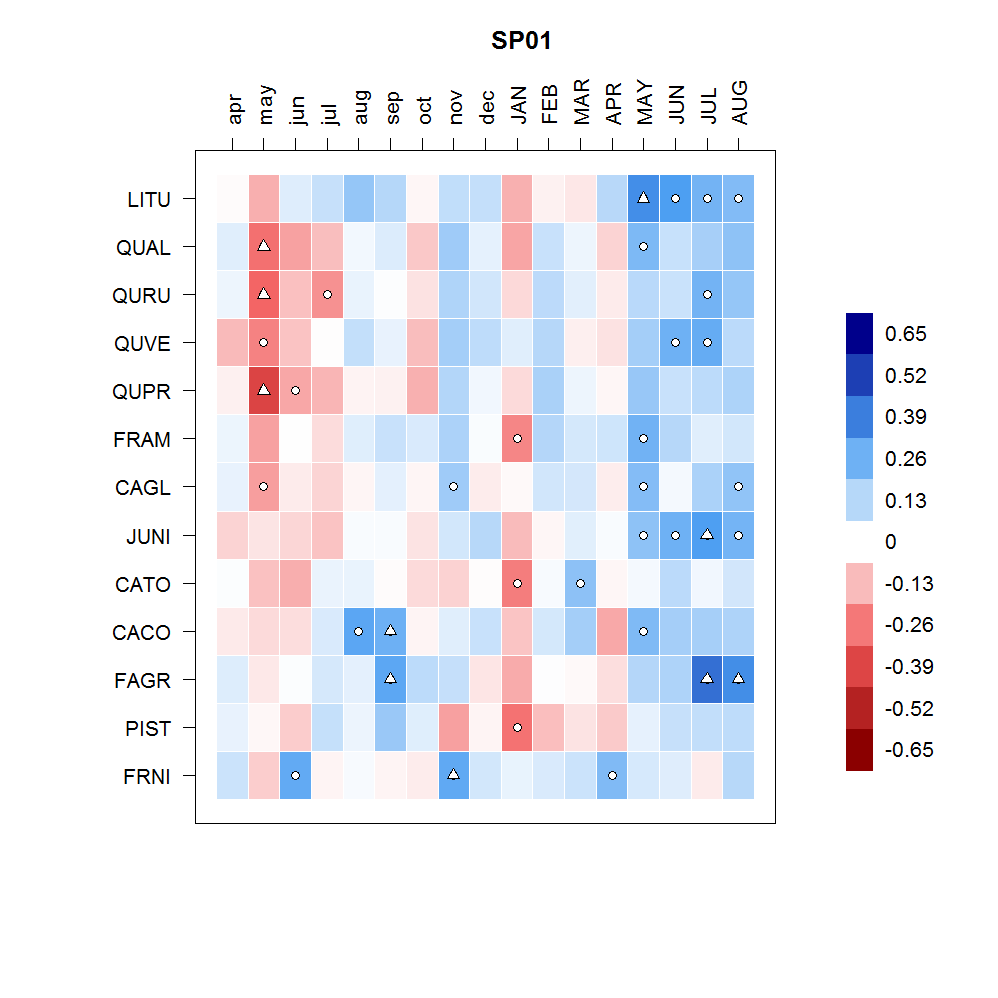 SP01
apr may jun jul aug sep oct nov dec JAN FEB MAR APR MAY JUN JUL AUG
LITU
QUAL
QURU
QUVE
QUPR
FRAM
CAGL
JUNI
CATO
CACO
FAGR
PIST
FRNI
0.65
0.52
0.39
0.26
0.13
0
-0.13
-0.26
-0.39
-0.52
-0.65